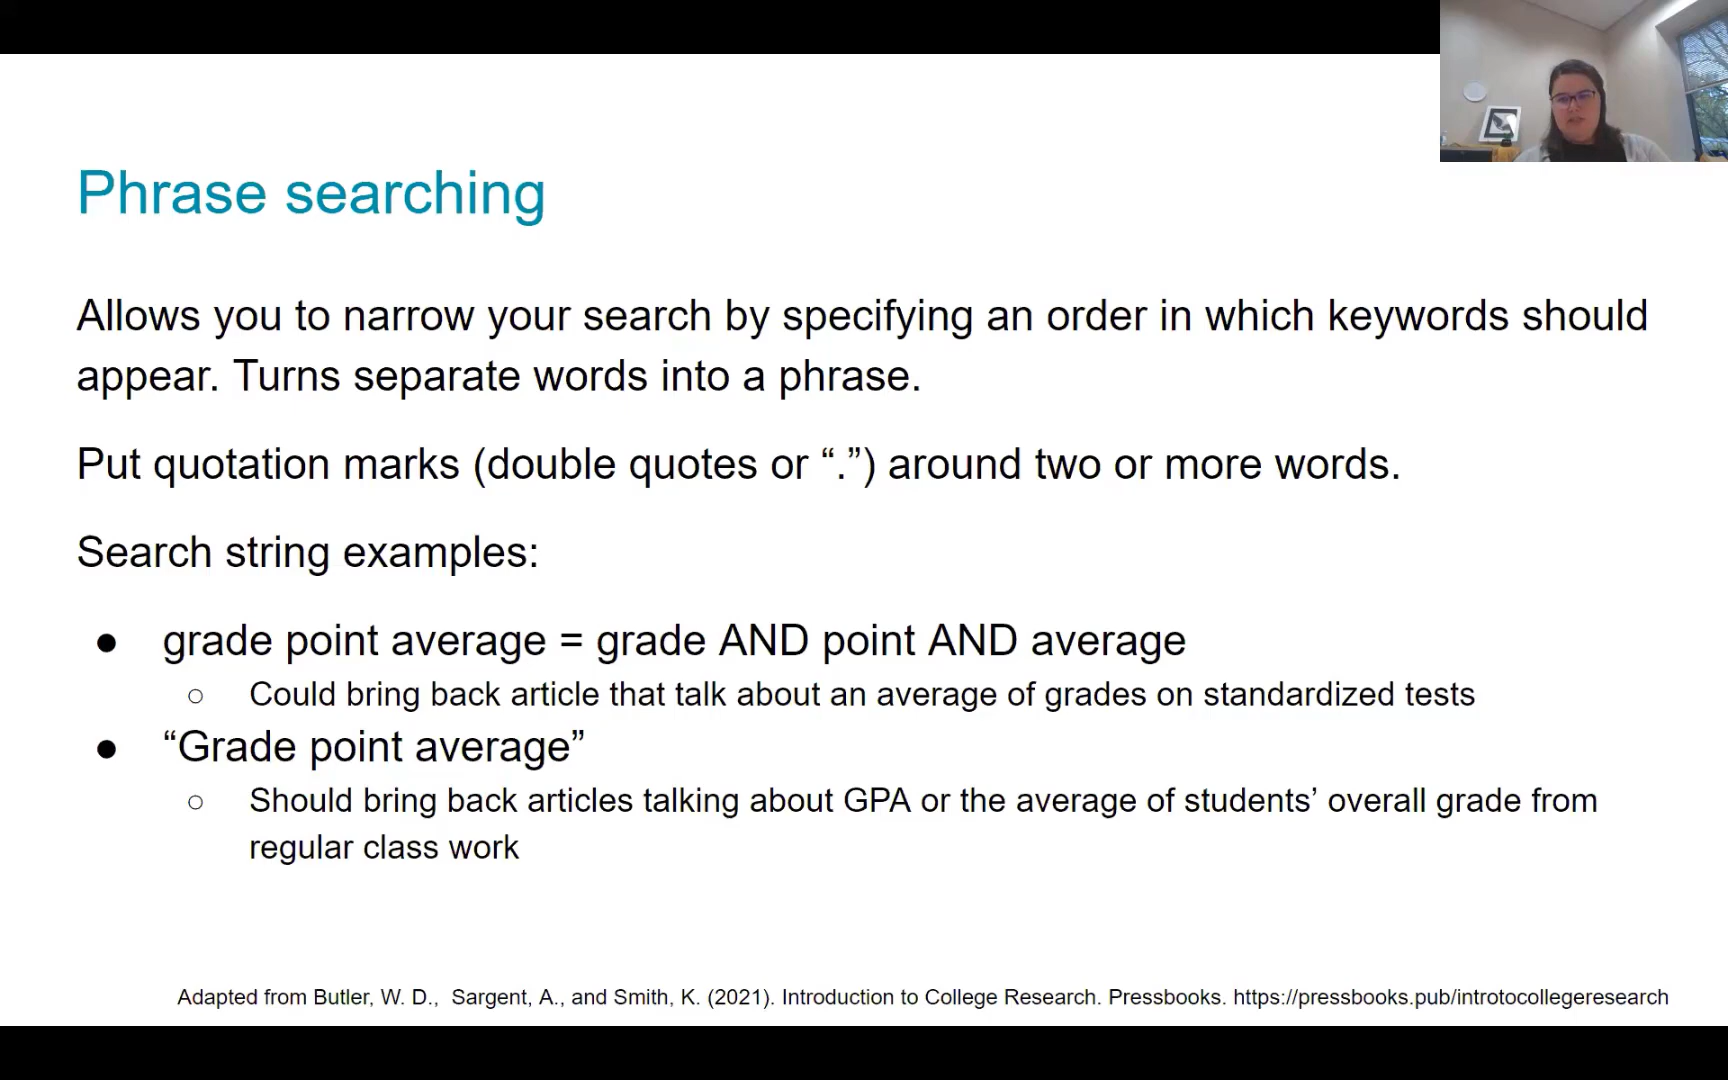 Phrase searching
Allows you to narrow your search by specifying an order in which keywords should
appear. Turns separate words into a phrase.
Put quotation marks (double quotes or “.”) around two or more words.
Search string examples:
● grade point average = grade AND point AND average
○ Could bring back article that talk about an average of grades on standardized tests
● “Grade point average”
○ Should bring back articles talking about GPA or the average of students’ overall grade from
regular class work
Adapted from Butler, W. D.,  Sargent, A., and Smith, K. (2021). Introduction to College Research. Pressbooks. https://pressbooks.pub/introtocollegeresearch